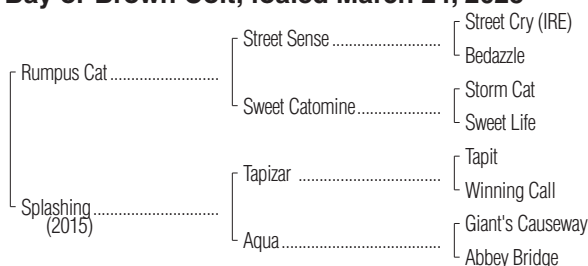 Bay or Brown Colt; foaled March 24, 2023
Street Cry (IRE)
Street Sense
Bedazzle
Rumpus Cat
Storm Cat
Sweet Catomine
Sweet Life
Tapit
Tapizar
Winning Call
Splashing
(2015)
Giant's Causeway
Aqua
Abbey Bridge